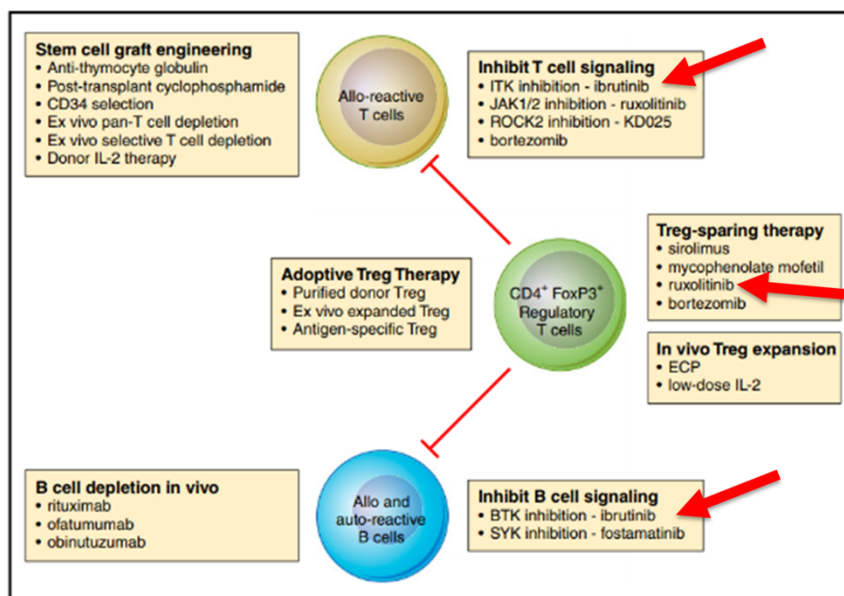 Stem cell graft engineering
• Anti-thymocyte globulin
• Post-transplant cyclophosphamide
• CD34 selection
• Ex vivo pan-T cell depletion
• Ex vivo selective T cell depletion
• Donor IL-2 therapy
Allo-reactive
T cells
Inhibit T cell signaling
• ITK inhibition - ibrutinib
• JAK1/2 inhibition - ruxolitinib
• ROCK2 inhibition - KD025
• bortezomib
Adoptive Treg Therapy
• Purified donor Treg
• Ex vivo expanded Treg
• Antigen-specific Treg
CD4+ FoxP3+
Regulatory
T cells
Treg-sparing therapy
• sirolimus
• mycophenolate mofetil
• ruxolitinib
• bortezomib
In vivo Treg expansion
• ECP
• low-dose IL-2
B cell depletion in vivo
• rituximab
• ofatumumab
• obinutuzumab
Allo and
auto-reactive
B cells
Inhibit B cell signaling
• BTK inhibition - ibrutinib
• SYK inhibition - fostamatinib